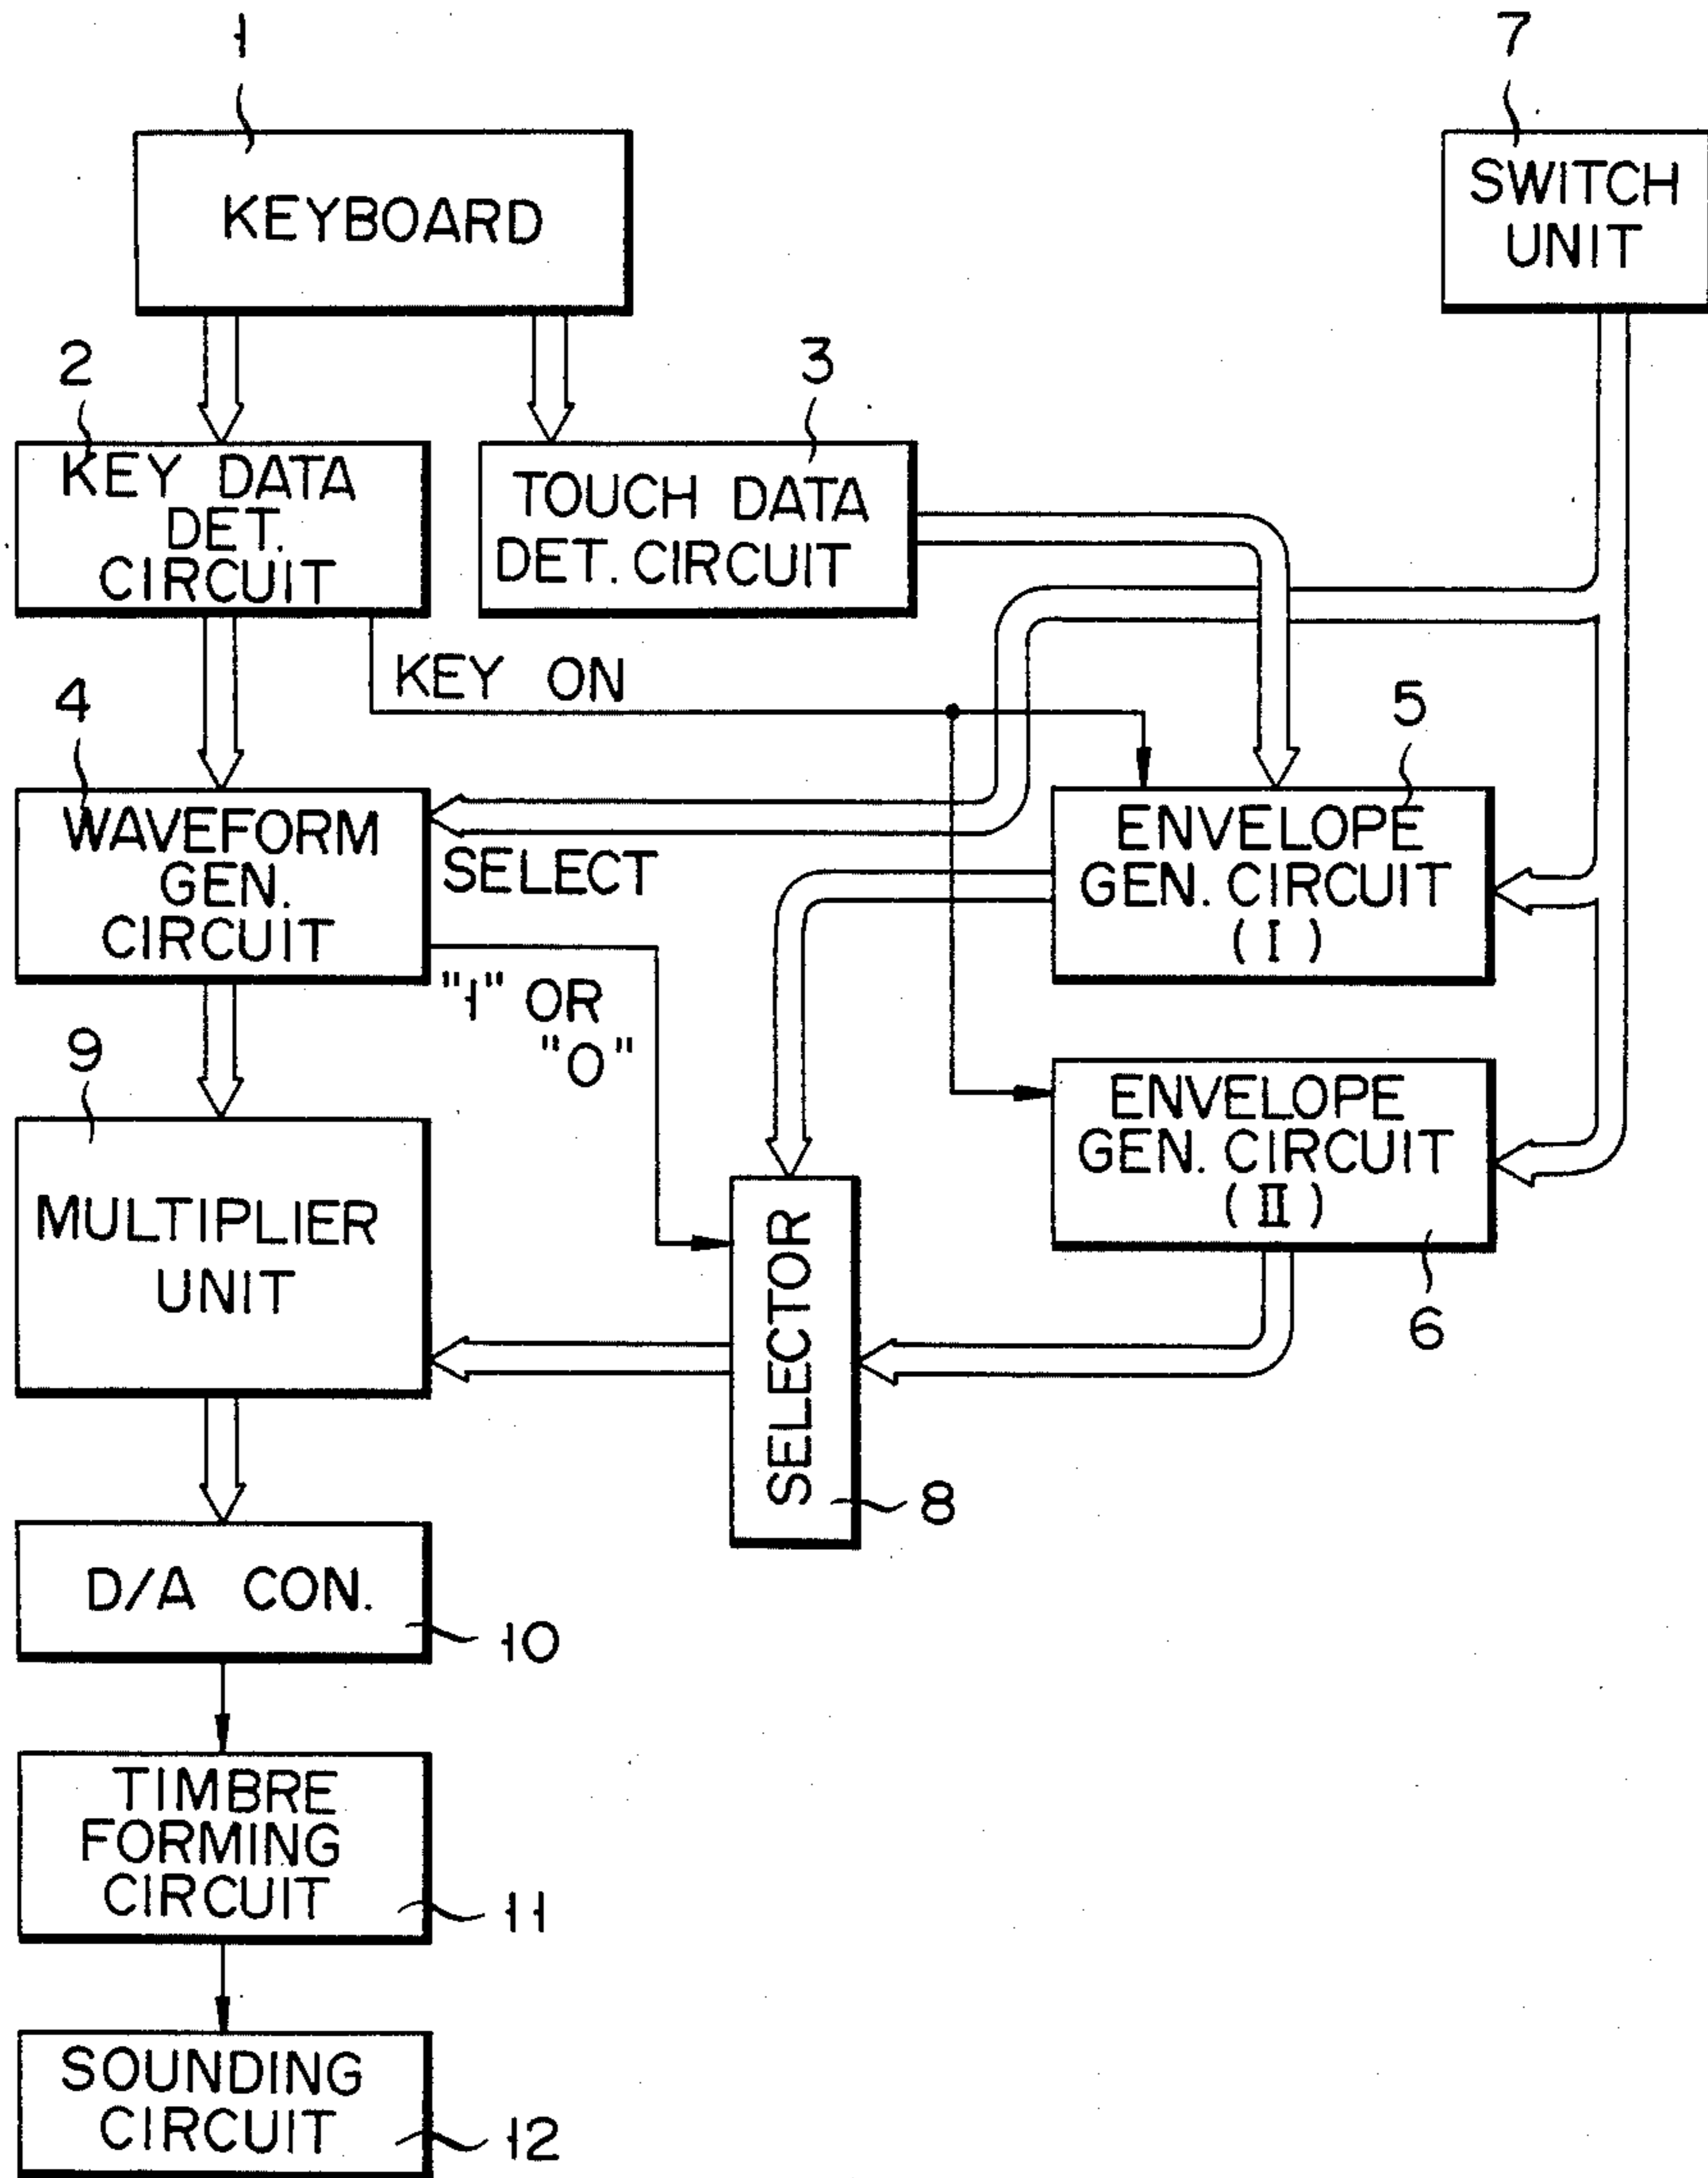 1
KEYBOARD
7
SWITCH
UNIT
2
KEY DATA
DET.
CIRCUIT
3
TOUCH DATA
DET. CIRCUIT
KEY ON
4
WAVEFORM
GEN.
CIRCUIT
SELECT
"1" OR
"0"
5
ENVELOPE
GEN. CIRCUIT
(I)
ENVELOPE
GEN. CIRCUIT
(II)
6
9
MULTIPLIER
UNIT
SELECTOR
8
D/A CON.
10
TIMBRE
FORMING
CIRCUIT
11
SOUNDING
CIRCUIT
12